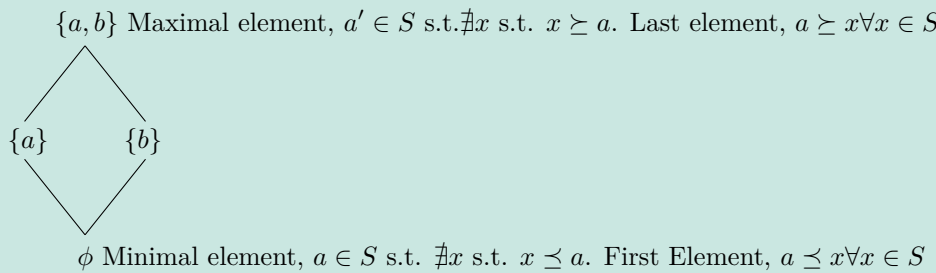 {a, b} Maximal element, a′ ∈ S s.t.∄x s.t. x ⪰ a. Last element, a ⪰ x∀x ∈ S
{a} {b}
ϕ Minimal element, a ∈ S s.t. ∄x s.t. x ⪯ a. First Element, a ⪯ x∀x ∈ S